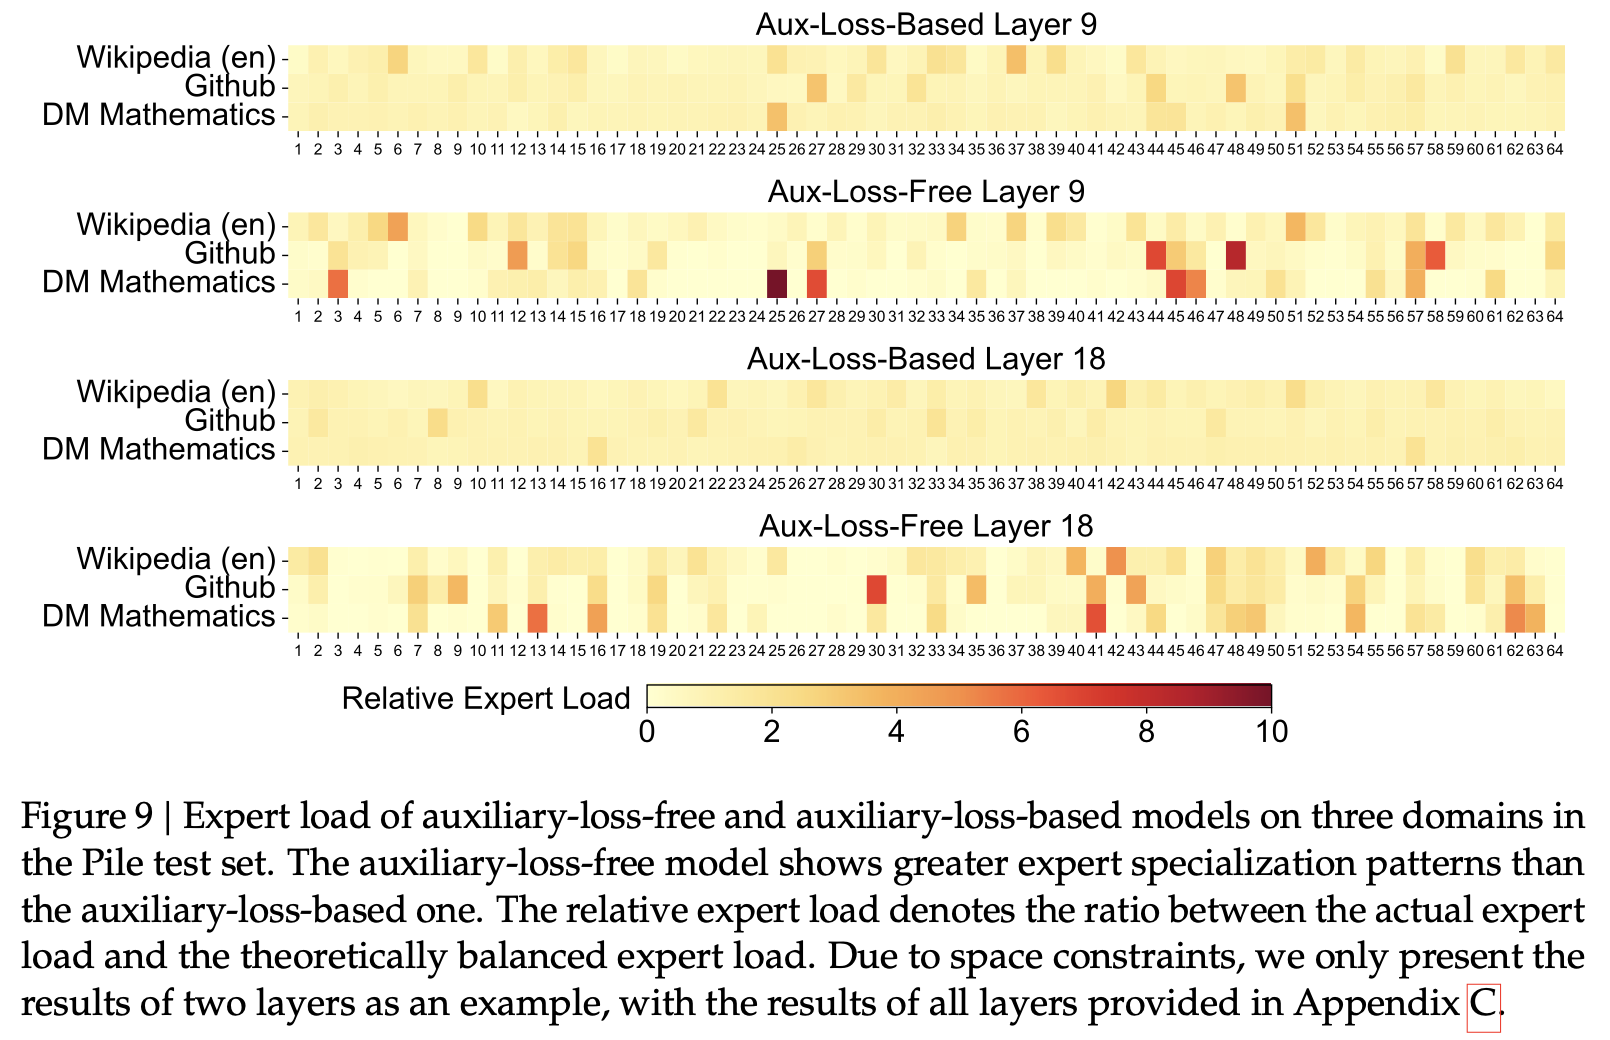 Aux-Loss-Based Layer 9
Wikipedia (en)
Github
DM Mathematics
1 2 3 4 5 6 7 8 9 10 11 12 13 14 15 16 17 18 19 20 21 22 23 24 25 26 27 28 29 30 31 32 33 34 35 36 37 38 39 40 41 42 43 44 45 46 47 48 49 50 51 52 53 54 55 56 57 58 59 60 61 62 63 64
Aux-Loss-Free Layer 9
Wikipedia (en)
Github
DM Mathematics
1 2 3 4 5 6 7 8 9 10 11 12 13 14 15 16 17 18 19 20 21 22 23 24 25 26 27 28 29 30 31 32 33 34 35 36 37 38 39 40 41 42 43 44 45 46 47 48 49 50 51 52 53 54 55 56 57 58 59 60 61 62 63 64
Aux-Loss-Based Layer 18
Wikipedia (en)
Github
DM Mathematics
1 2 3 4 5 6 7 8 9 10 11 12 13 14 15 16 17 18 19 20 21 22 23 24 25 26 27 28 29 30 31 32 33 34 35 36 37 38 39 40 41 42 43 44 45 46 47 48 49 50 51 52 53 54 55 56 57 58 59 60 61 62 63 64
Aux-Loss-Free Layer 18
Wikipedia (en)
Github
DM Mathematics
1 2 3 4 5 6 7 8 9 10 11 12 13 14 15 16 17 18 19 20 21 22 23 24 25 26 27 28 29 30 31 32 33 34 35 36 37 38 39 40 41 42 43 44 45 46 47 48 49 50 51 52 53 54 55 56 57 58 59 60 61 62 63 64
Relative Expert Load
0 2 4 6 8 10
Figure 9 | Expert load of auxiliary-loss-free and auxiliary-loss-based models on three domains in
the Pile test set. The auxiliary-loss-free model shows greater expert specialization patterns than
the auxiliary-loss-based one. The relative expert load denotes the ratio between the actual expert
load and the theoretically balanced expert load. Due to space constraints, we only present the
results of two layers as an example, with the results of all layers provided in Appendix C.